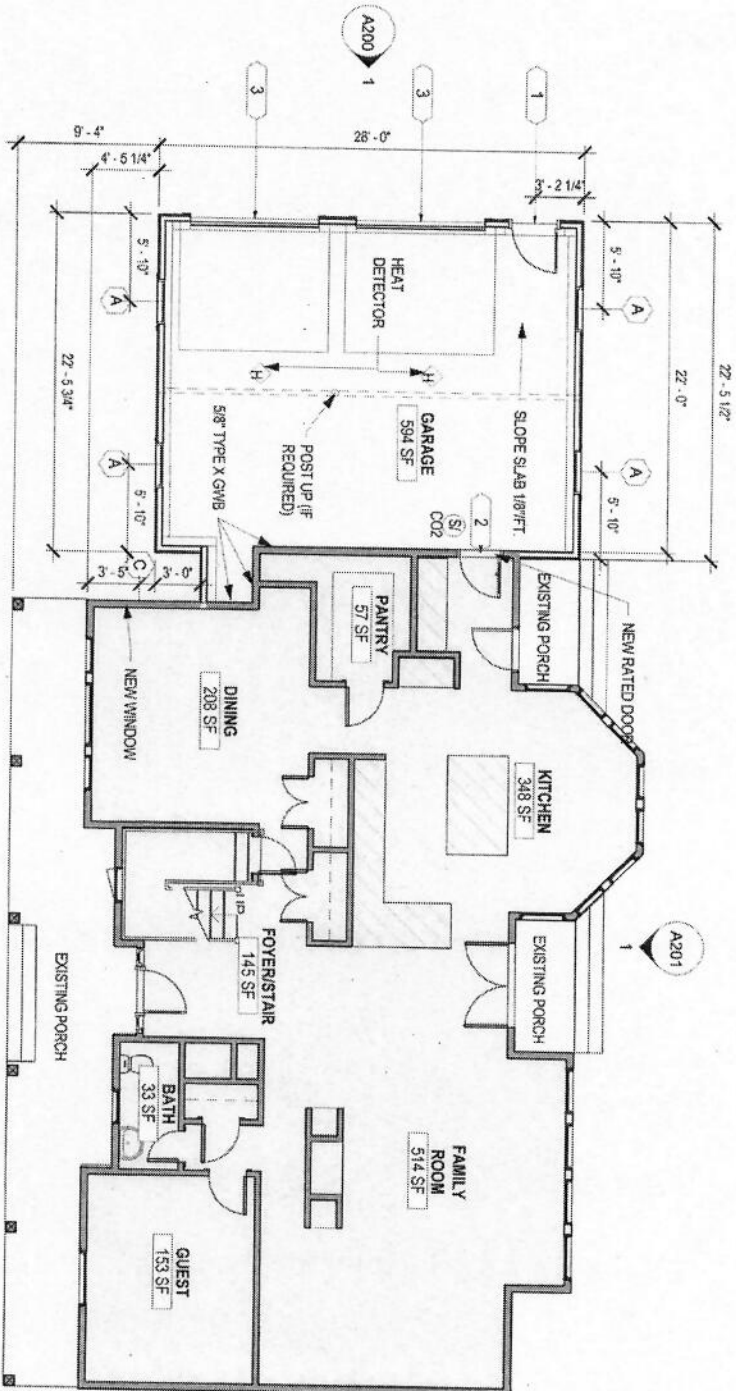 A200
1
3
3
1
9' - 4"
4' - 5 1/4"
28' - 0"
3' - 2 1/4"
5' - 10"
A
22' - 5 3/4"
A
5' - 10"
3' - 5"
C
3' - 0"
5' - 10"
A
22' - 0"
22' - 5 1/2"
A
5' - 10"
HEAT
DETECTOR
H
H
SLOPE SLAB 1/8"/FT.
GARAGE
594 SF
POST UP (IF
REQUIRED)
5/8" TYPE X GWB
S/
CO2
2
NEW RATED DOOR
EXISTING PORCH
PANTRY
57 SF
NEW WINDOW
DINING
208 SF
KITCHEN
348 SF
A201
1
EXISTING PORCH
UP
FOYER/STAIR
145 SF
EXISTING PORCH
BATH
33 SF
FAMILY
ROOM
514 SF
GUEST
153 SF